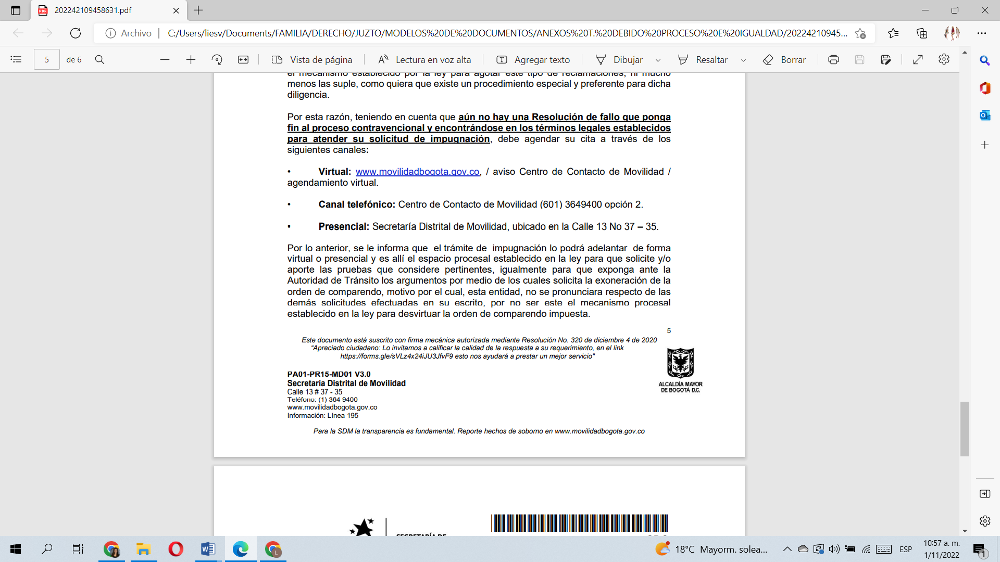 202242109458631.pdf
Archivo
C:/Users/liesv/Documents/FAMILIA/DERECHO/JUZTO/MODELOS%20DE%20DOCUMENTOS/ANEXOS%20T.%20DEBIDO%20PROCESO%20E%20IGUALDAD/20224210945...
5 de 6
Vista de página
Lectura en voz alta
Agregar texto
Dibujar
Resaltar
Borrar
el mecanismo establecido por la ley para agotar este tipo de reclamaciones, ni mucho
menos las suple, como quiera que existe un procedimiento especial y preferente para dicha
diligencia.
Por esta razón, teniendo en cuenta que aún no hay una Resolución de fallo que ponga
fin al proceso contravencional y encontrándose en los términos legales establecidos
para atender su solicitud de impugnación, debe agendar su cita a través de los
siguientes canales:
• Virtual: www.movilidadbogota.gov.co, / aviso Centro de Contacto de Movilidad /
agendamiento virtual.
• Canal telefónico: Centro de Contacto de Movilidad (601) 3649400 opción 2.
• Presencial: Secretaría Distrital de Movilidad, ubicado en la Calle 13 No 37 – 35.
Por lo anterior, se le informa que el trámite de impugnación lo podrá adelantar de forma
virtual o presencial y es allí el espacio procesal establecido en la ley para que solicite y/o
aporte las pruebas que considere pertinentes, igualmente para que exponga ante la
Autoridad de Tránsito los argumentos por medio de los cuales solicita la exoneración de la
orden de comparendo, motivo por el cual, esta entidad, no se pronunciara respecto de las
demás solicitudes efectuadas en su escrito, por no ser este el mecanismo procesal
establecido en la ley para desvirtuar la orden de comparendo impuesta.
5
Este documento está suscrito con firma mecánica autorizada mediante Resolución No. 320 de diciembre 4 de 2020
“Apreciado ciudadano: Lo invitamos a calificar la calidad de la respuesta a su requerimiento, en el link
https://forms.gle/sVLz4x24iJU3JfvF9 esto nos ayudará a prestar un mejor servicio"
PA01-PR15-MD01 V3.0
Secretaría Distrital de Movilidad
Calle 13 # 37 - 35
Teléfono: (1) 364 9400
www.movilidadbogota.gov.co
Información: Línea 195
ALCALDÍA MAYOR
DE BOGOTÁ D.C.
Para la SDM la transparencia es fundamental. Reporte hechos de soborno en www.movilidadbogota.gov.co
SECRETARÍA DE
18°C Mayorm. solea...
ESP
10:57 a. m.
1/11/2022
1